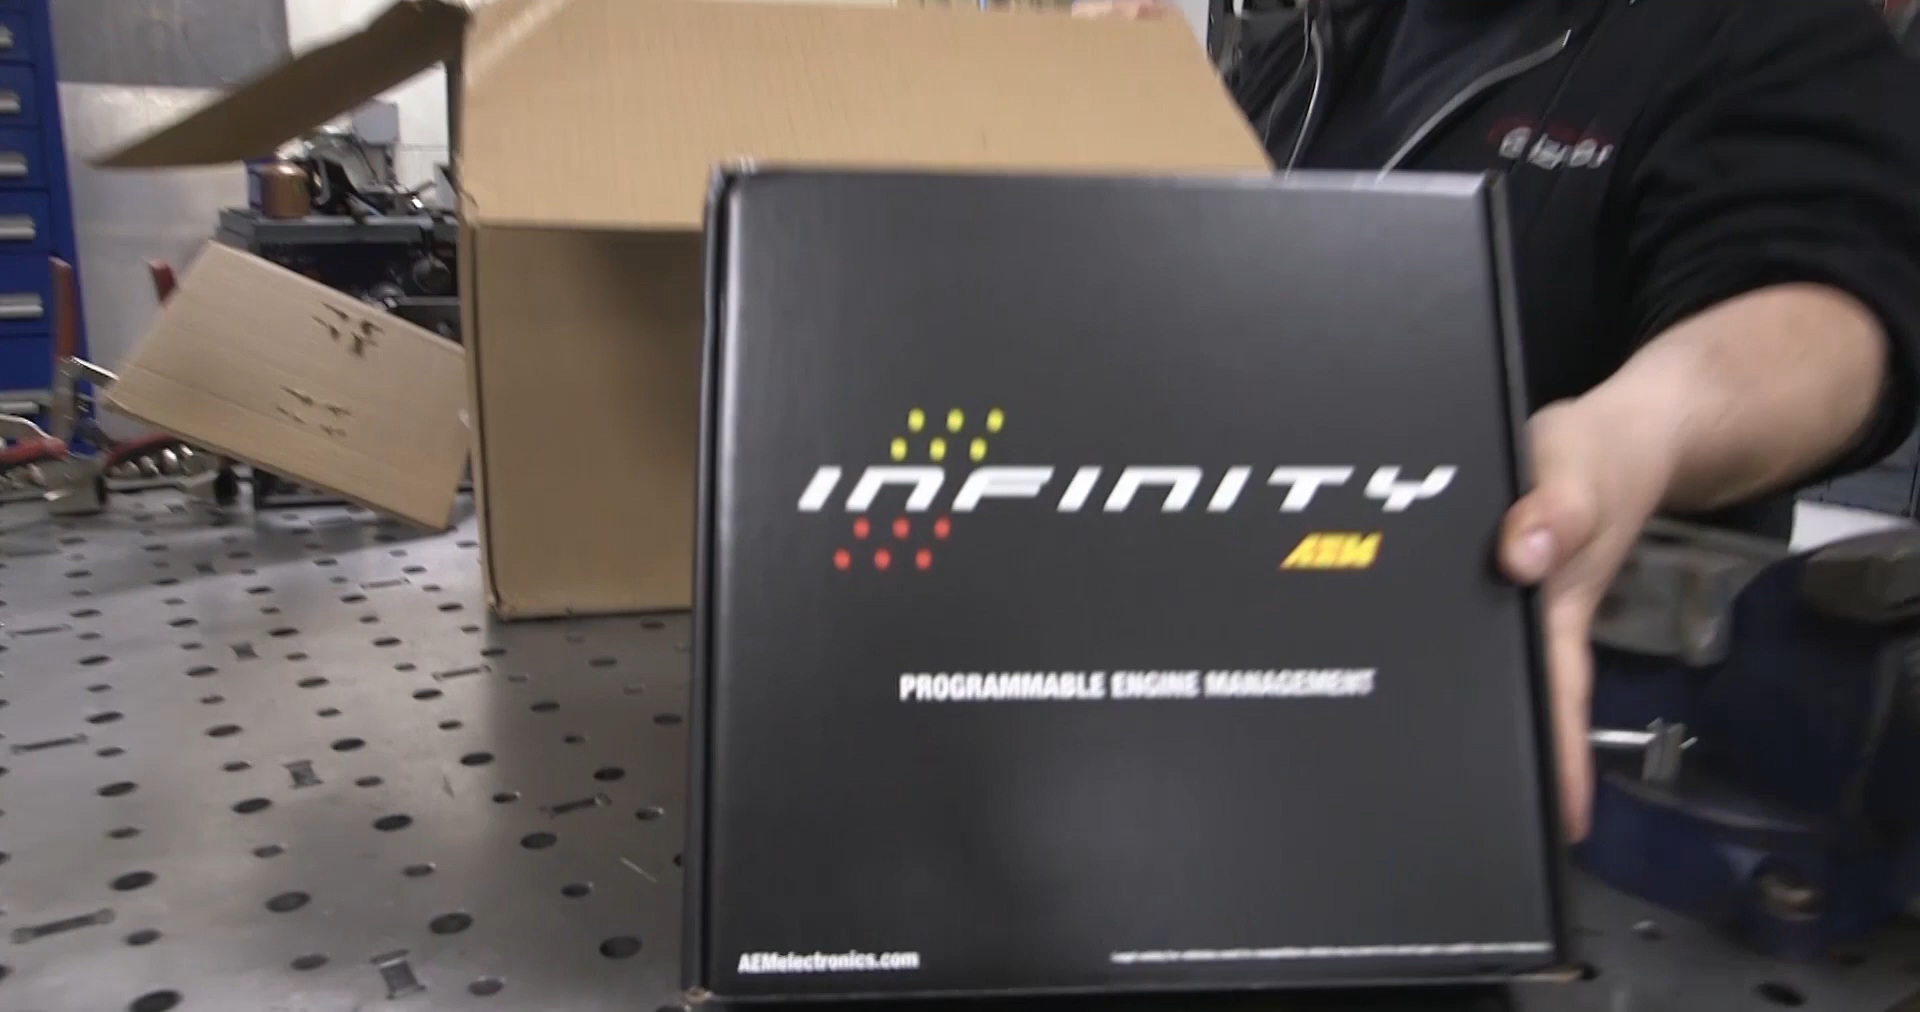 INFINITY
AEM
PROGRAMMABLE ENGINE MANAGEMENT
AEMelectronics.com